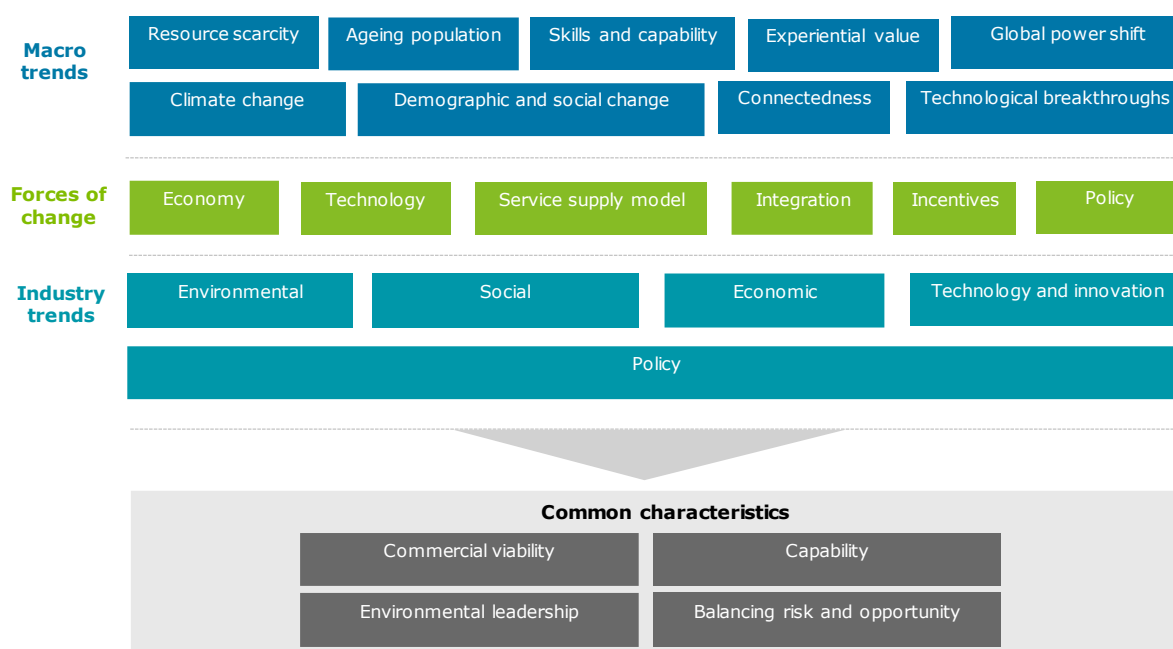 Macro
trends
Resource scarcity
Ageing population
Skills and capability
Experiential value
Global power shift
Climate change
Demographic and social change
Connectedness
Technological breakthroughs
Forces of
change
Economy
Technology
Service supply model
Integration
Incentives
Policy
Industry
trends
Environmental
Social
Economic
Technology and innovation
Policy
Common characteristics
Commercial viability
Capability
Environmental leadership
Balancing risk and opportunity